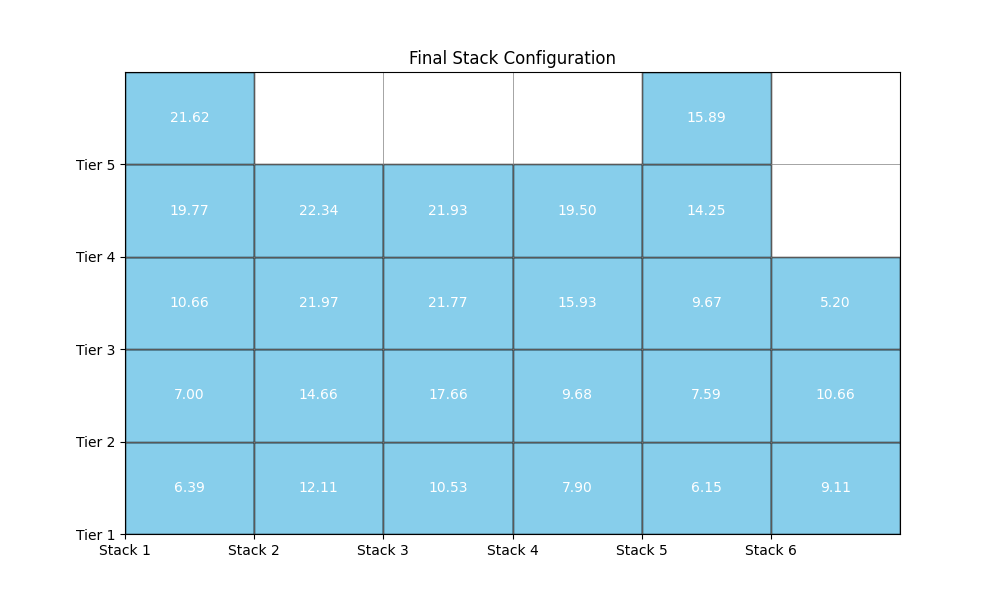 Final Stack Configuration
21.62 15.89
Tier 5
19.77 22.34 21.93 19.50 14.25
Tier 4
10.66 21.97 21.77 15.93 9.67 5.20
Tier 3
7.00 14.66 17.66 9.68 7.59 10.66
Tier 2
6.39 12.11 10.53 7.90 6.15 9.11
Tier 1
Stack 1 Stack 2 Stack 3 Stack 4 Stack 5 Stack 6